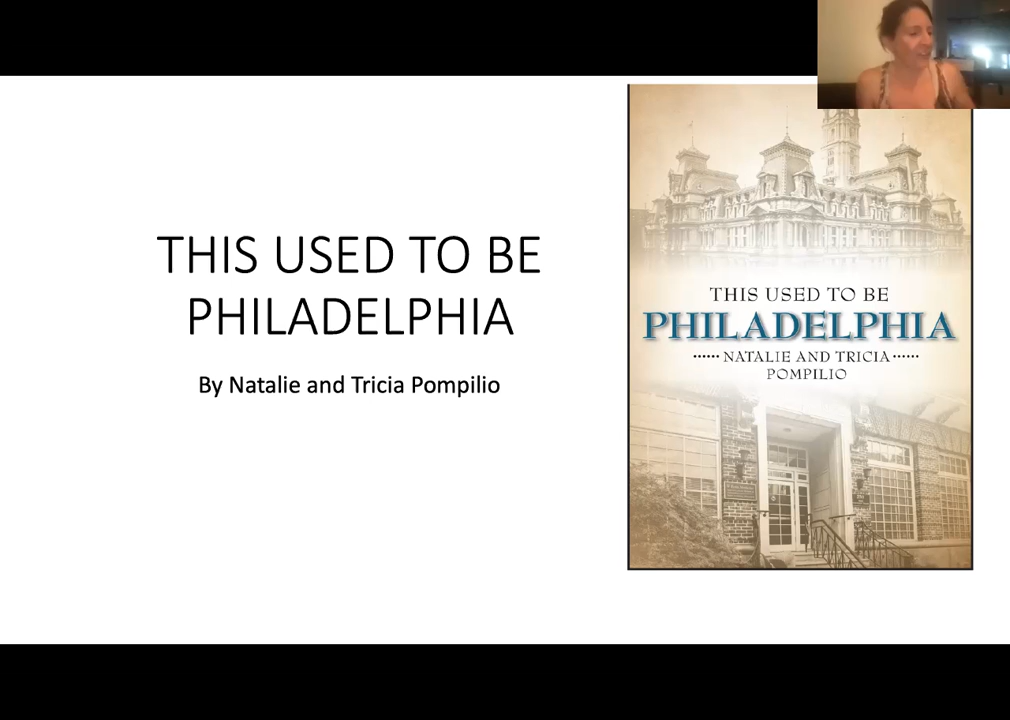 THIS USED TO BE
PHILADELPHIA
By Natalie and Tricia Pompilio
THIS USED TO BE
PHILADELPHIA
...... NATALIE AND TRICIA ......
POMPILIO